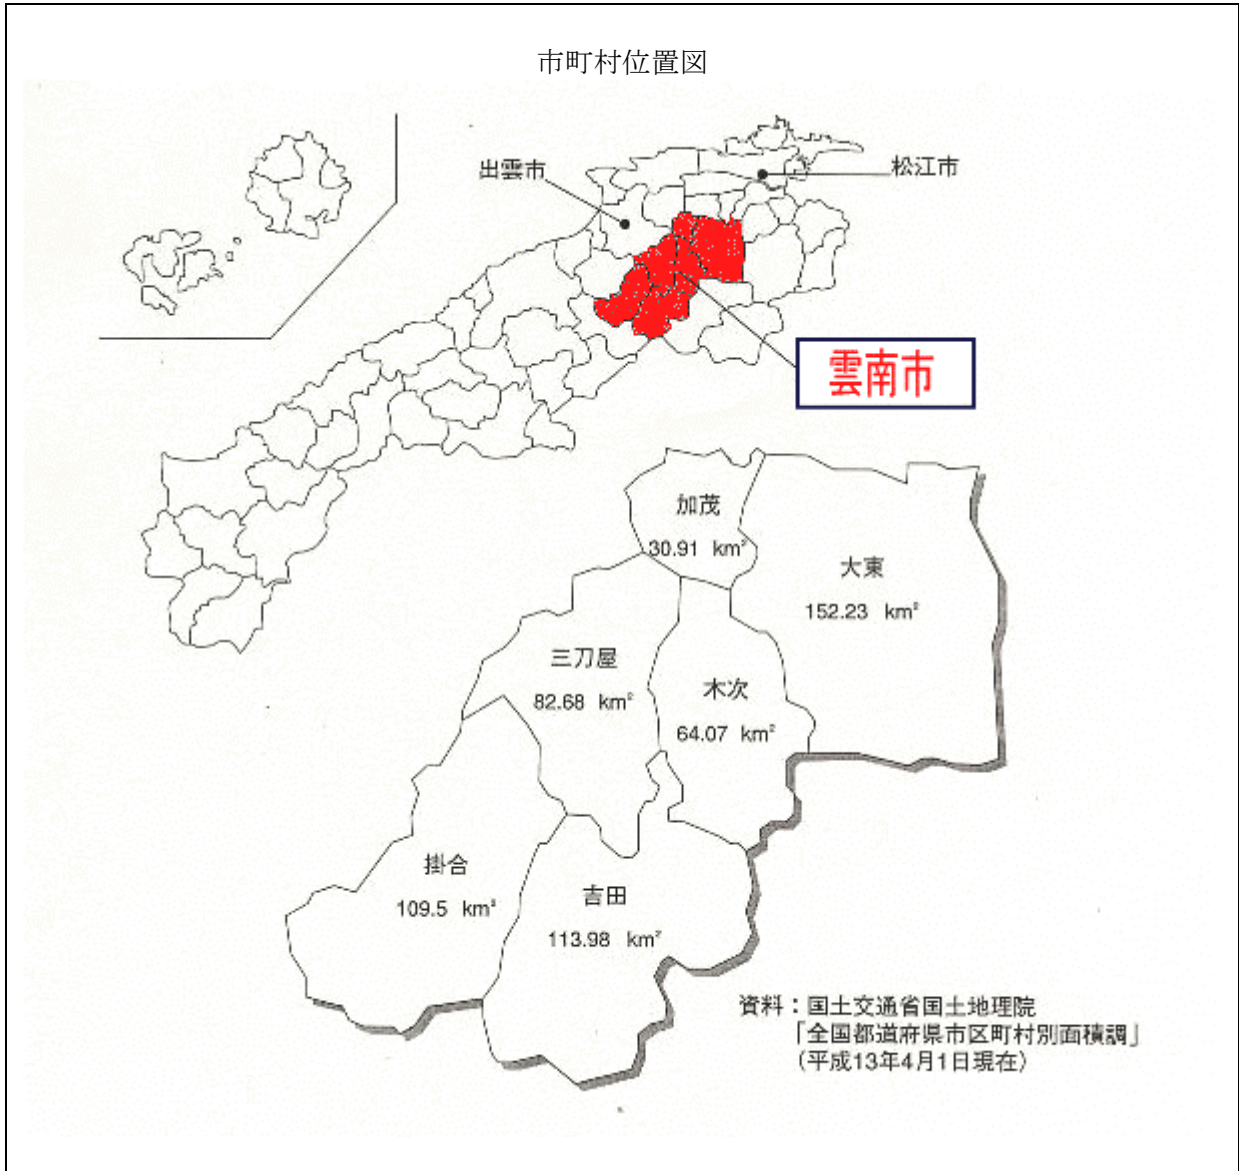 市町村位置図
出雲市
松江市
雲南市
加茂
30.91 km²
大東
152.23 km²
三刀屋
82.68 km²
木次
64.07 km²
掛合
109.5 km²
吉田
113.98 km²
資料：国土交通省国土地理院
「全国都道府県市区町村別面積調」
（平成13年4月1日現在）